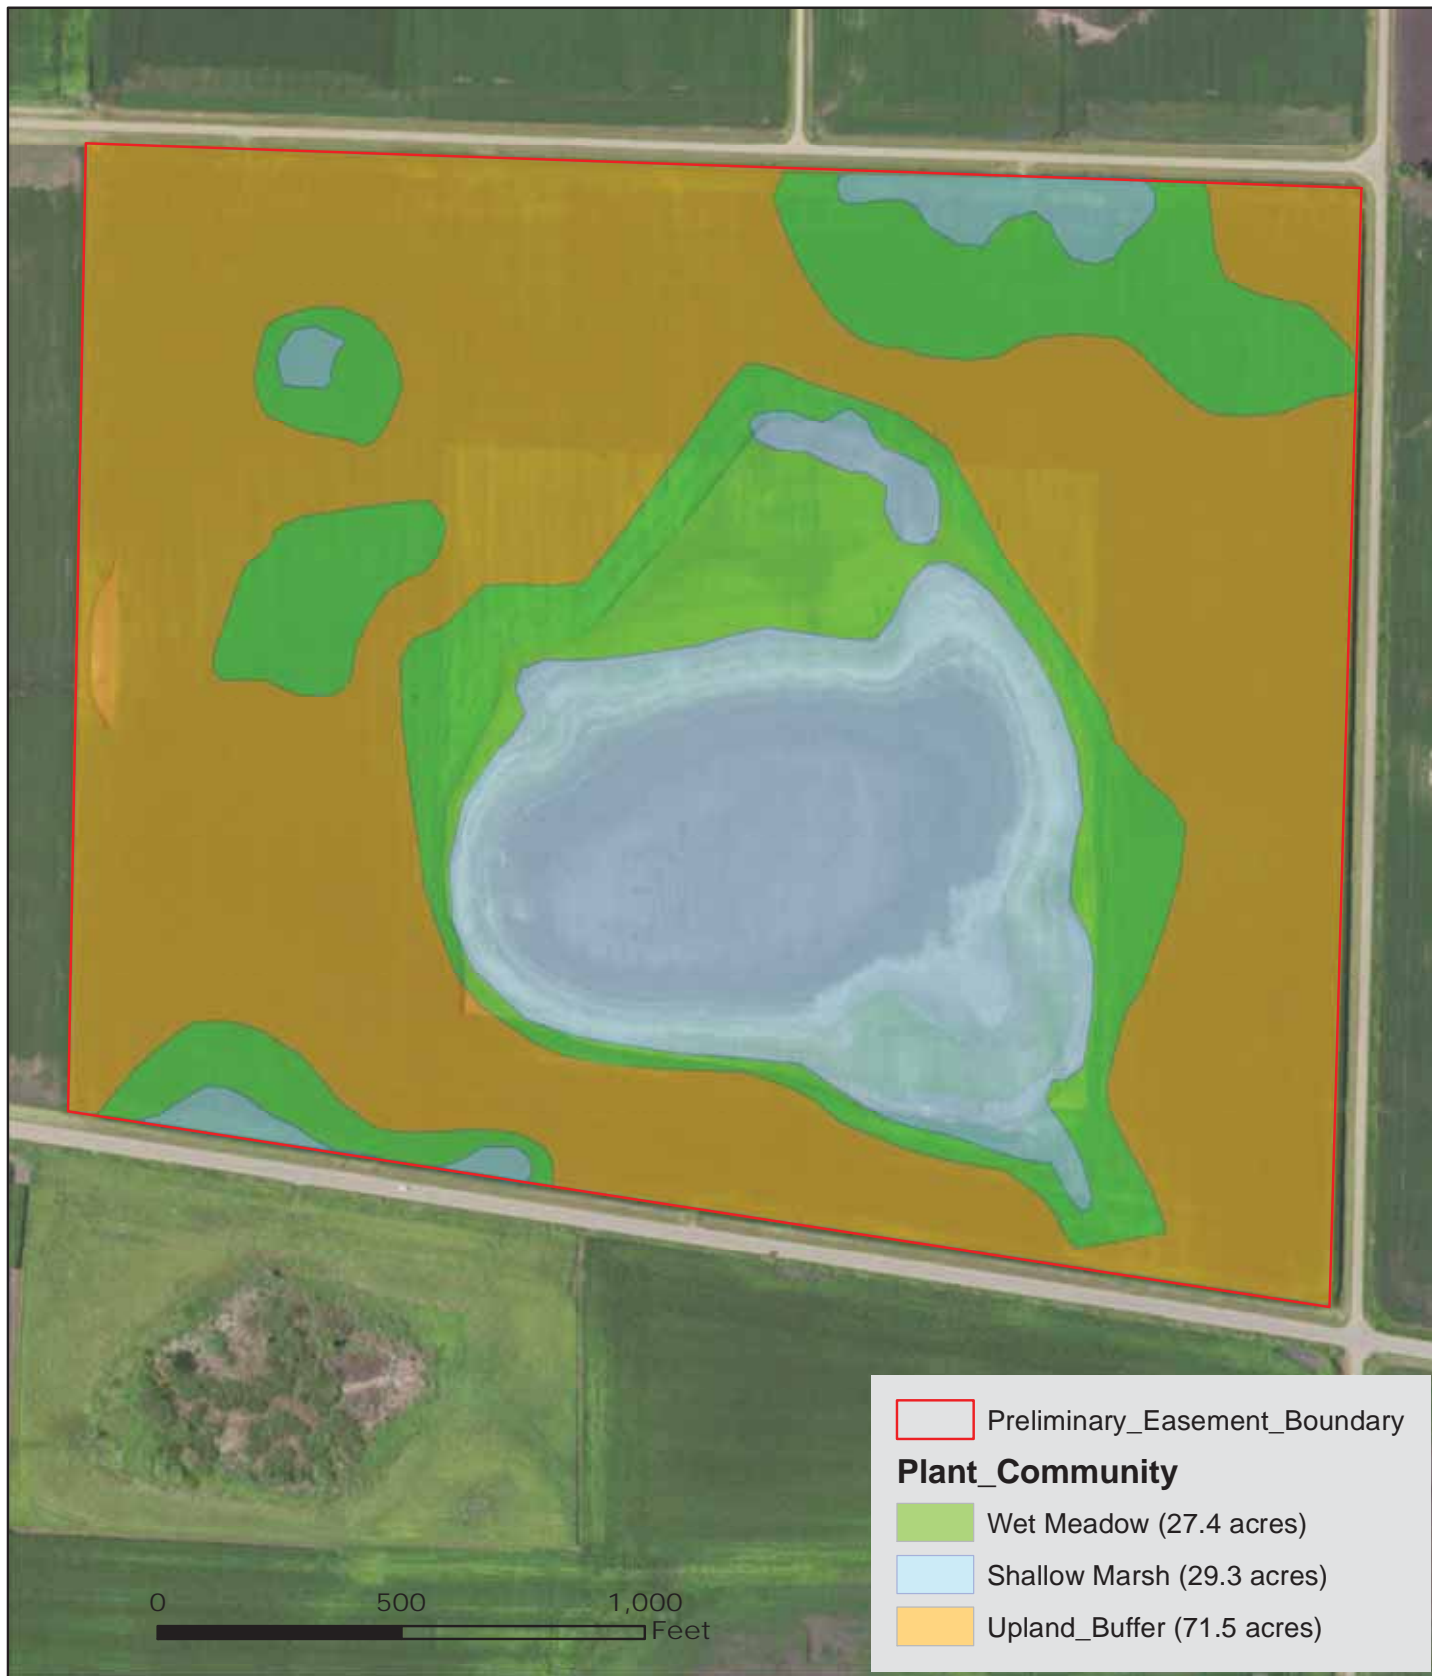 0 500 1,000
Feet
Preliminary_Easement_Boundary
Plant_Community
Wet Meadow (27.4 acres)
Shallow Marsh (29.3 acres)
Upland_Buffer (71.5 acres)